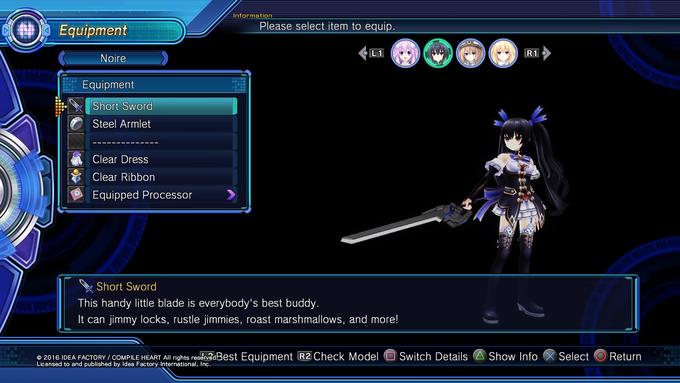 Information
Equipment
Please select item to equip.
Noire
L1
R1
Equipment
Short Sword
Steel Armlet
--------------
Clear Dress
Clear Ribbon
Equipped Processor
Short Sword
This handy little blade is everybody's best buddy.
It can jimmy locks, rustle jimmies, roast marshmallows, and more!
© 2016 IDEA FACTORY / COMPILE HEART All rights reserved.
Licensed to and published by Idea Factory International, Inc.
L2 Best Equipment R2 Check Model Switch Details Show Info Select Return